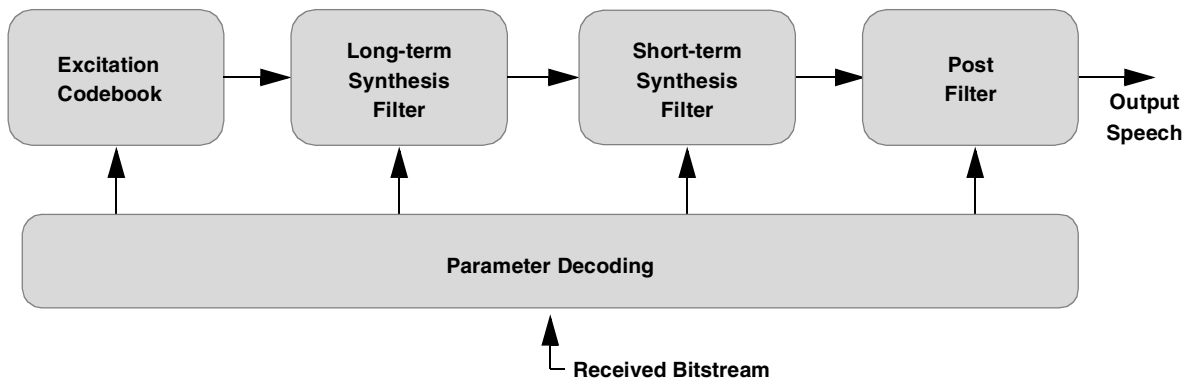 Excitation
Codebook
Long-term
Synthesis
Filter
Short-term
Synthesis
Filter
Post
Filter
Output
Speech
Parameter Decoding
Received Bitstream